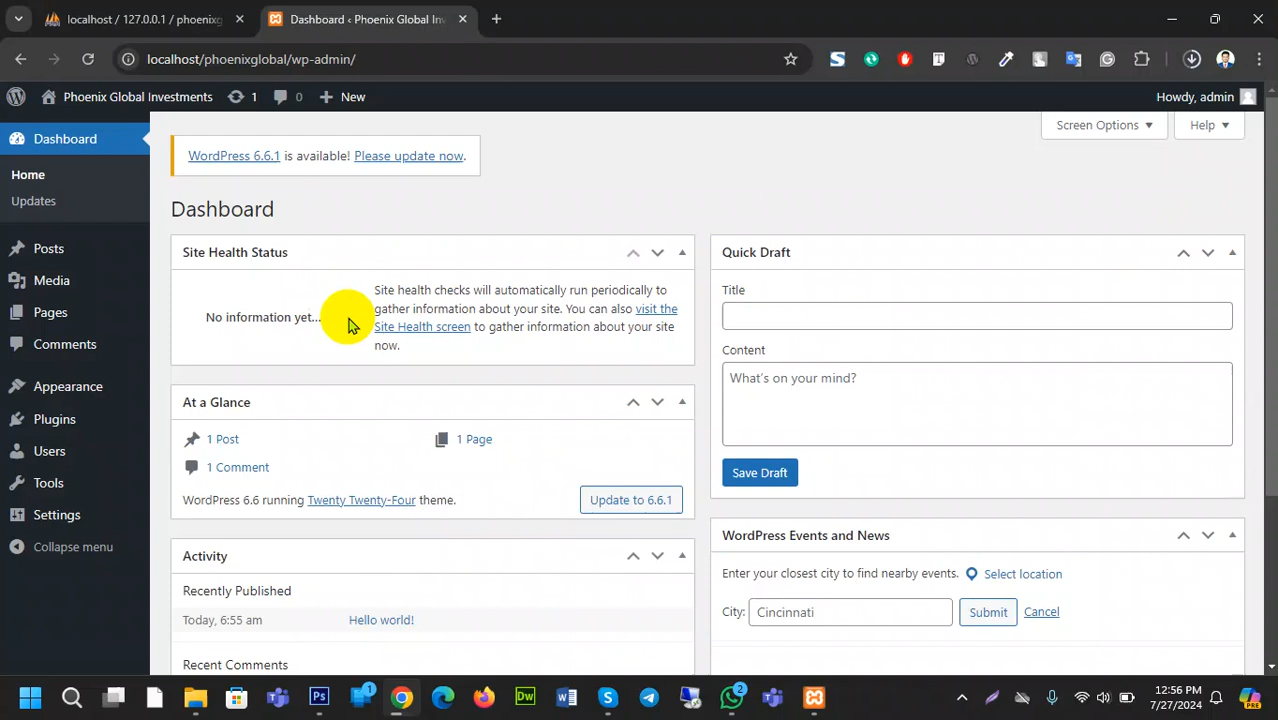 localhost / 127.0.0.1 / phoenixg
Dashboard ‹ Phoenix Global Inv
localhost/phoenixglobal/wp-admin/
Phoenix Global Investments
1
0
New
Howdy, admin
Dashboard
Home
Updates
Posts
Media
Pages
Comments
Appearance
Plugins
Users
Tools
Settings
Collapse menu
Screen Options
Help
WordPress 6.6.1 is available! Please update now.
Dashboard
Site Health Status
No information yet...
Site health checks will automatically run periodically to
gather information about your site. You can also visit the
Site Health screen to gather information about your site
now.
At a Glance
1 Post
1 Page
1 Comment
WordPress 6.6 running Twenty Twenty-Four theme.
Update to 6.6.1
Activity
Recently Published
Today, 6:55 am
Hello world!
Recent Comments
Quick Draft
Title
Content
What's on your mind?
Save Draft
WordPress Events and News
Enter your closest city to find nearby events.
Select location
City:
Cincinnati
Submit
Cancel
Ps
1
Dw
2
12:56 PM
7/27/2024
PRE